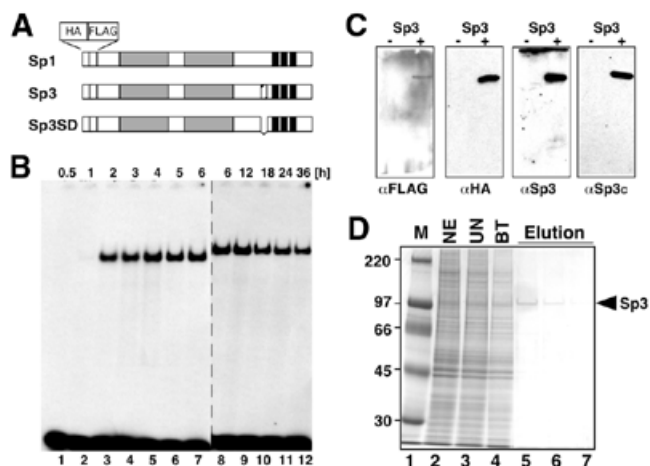 A
HA FLAG
Sp1
Sp3
Sp3SD
B
0.5 1 2 3 4 5 6 6 12 18 24 36 [h]
1 2 3 4 5 6 7 8 9 10 11 12
C
Sp3 Sp3 Sp3 Sp3
- + - + - + - +
αFLAG αHA αSp3 αSp3c
D
M NE UN BT Elution
220
97
Sp3
66
45
30
1 2 3 4 5 6 7